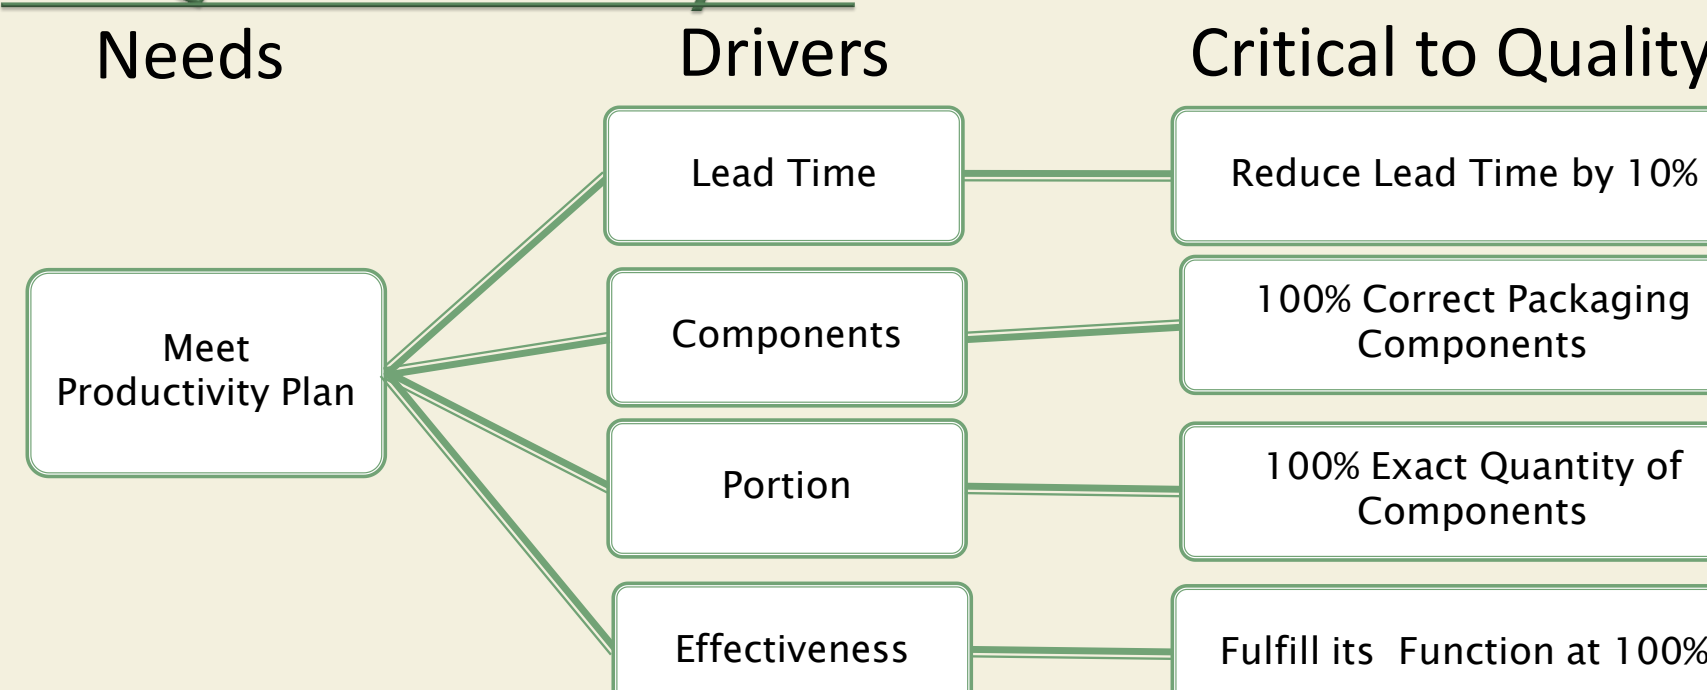 Needs
Drivers
Critical to Quality
Lead Time
Reduce Lead Time by 10%
Meet
Productivity Plan
Components
100% Correct Packaging
Components
Portion
100% Exact Quantity of
Components
Effectiveness
Fulfill its  Function at 100%